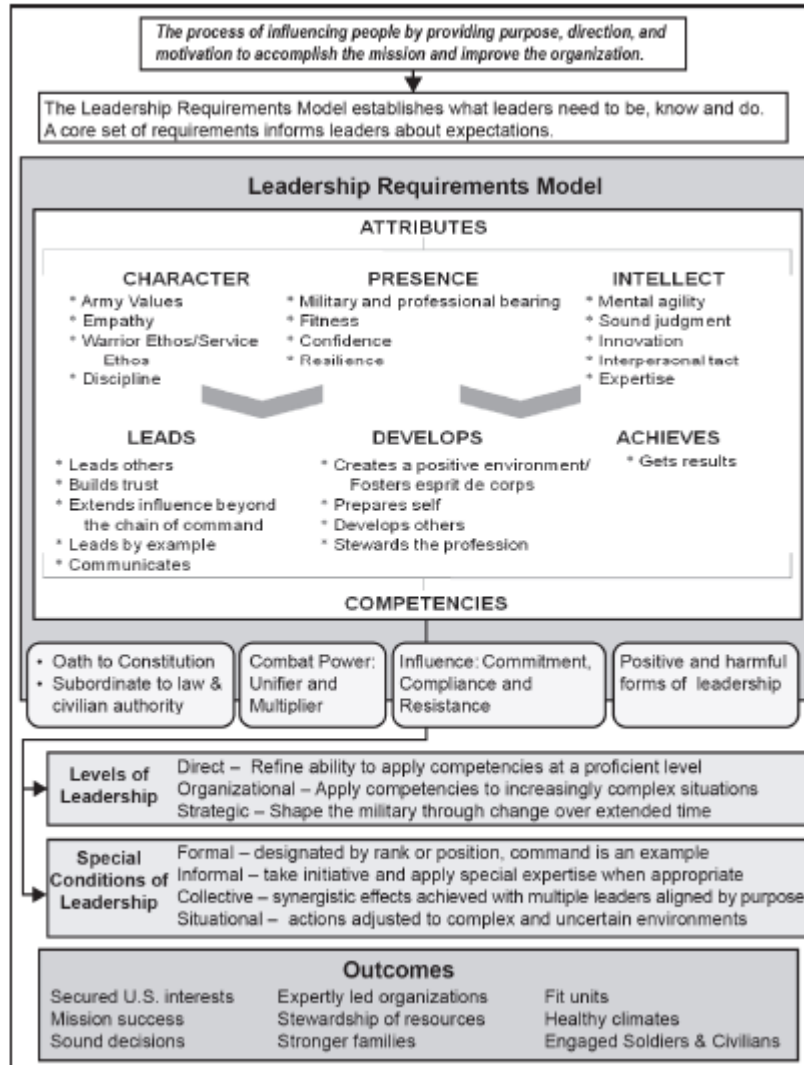 The process of influencing people by providing purpose, direction, and
motivation to accomplish the mission and improve the organization.
The Leadership Requirements Model establishes what leaders need to be, know and do.
A core set of requirements informs leaders about expectations.
Leadership Requirements Model
ATTRIBUTES
CHARACTER
* Army Values
* Empathy
* Warrior Ethos/Service
Ethos
* Discipline
PRESENCE
* Military and professional bearing
* Fitness
* Confidence
* Resilience
INTELLECT
* Mental agility
* Sound judgment
* Innovation
* Interpersonal tact
* Expertise
LEADS
* Leads others
* Builds trust
* Extends influence beyond
the chain of command
* Leads by example
* Communicates
DEVELOPS
* Creates a positive environment/
Fosters esprit de corps
* Prepares self
* Develops others
* Stewards the profession
ACHIEVES
* Gets results
COMPETENCIES
• Oath to Constitution
• Subordinate to law &
civilian authority
Combat Power:
Unifier and
Multiplier
Influence: Commitment,
Compliance and
Resistance
Positive and harmful
forms of leadership
Levels of
Leadership
Direct – Refine ability to apply competencies at a proficient level
Organizational – Apply competencies to increasingly complex situations
Strategic – Shape the military through change over extended time
Special
Conditions of
Leadership
Formal – designated by rank or position, command is an example
Informal – take initiative and apply special expertise when appropriate
Collective – synergistic effects achieved with multiple leaders aligned by purpose
Situational – actions adjusted to complex and uncertain environments
Outcomes
Secured U.S. interests
Mission success
Sound decisions
Expertly led organizations
Stewardship of resources
Stronger families
Fit units
Healthy climates
Engaged Soldiers & Civilians